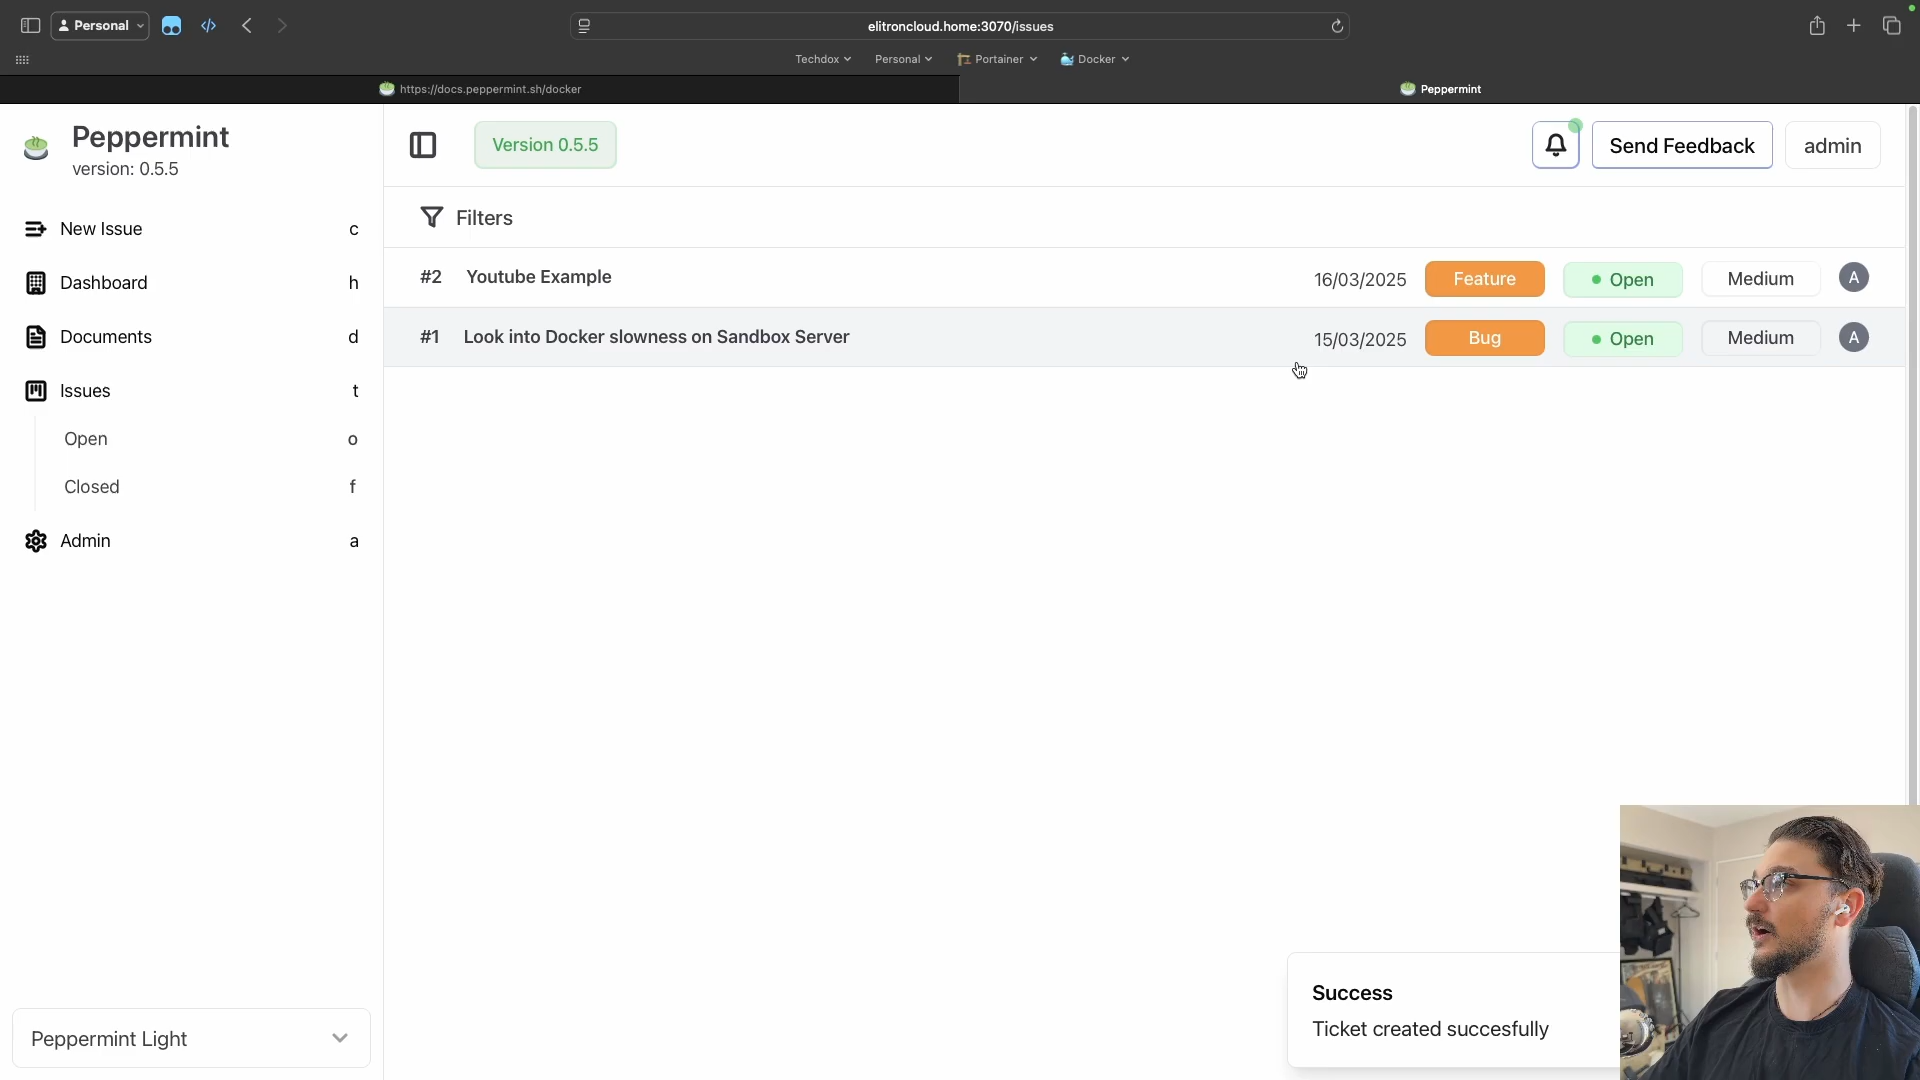 Personal
elitroncloud.home:3070/issues
Techdox
Personal
Portainer
Docker
https://docs.peppermint.sh/docker
Peppermint
Peppermint
version: 0.5.5
Version 0.5.5
Send Feedback
admin
New Issue c
Dashboard h
Documents d
Issues t
Open o
Closed f
Admin a
Filters
#2 Youtube Example 16/03/2025 Feature Open Medium A
#1 Look into Docker slowness on Sandbox Server 15/03/2025 Bug Open Medium A
Success
Ticket created succesfully
Peppermint Light